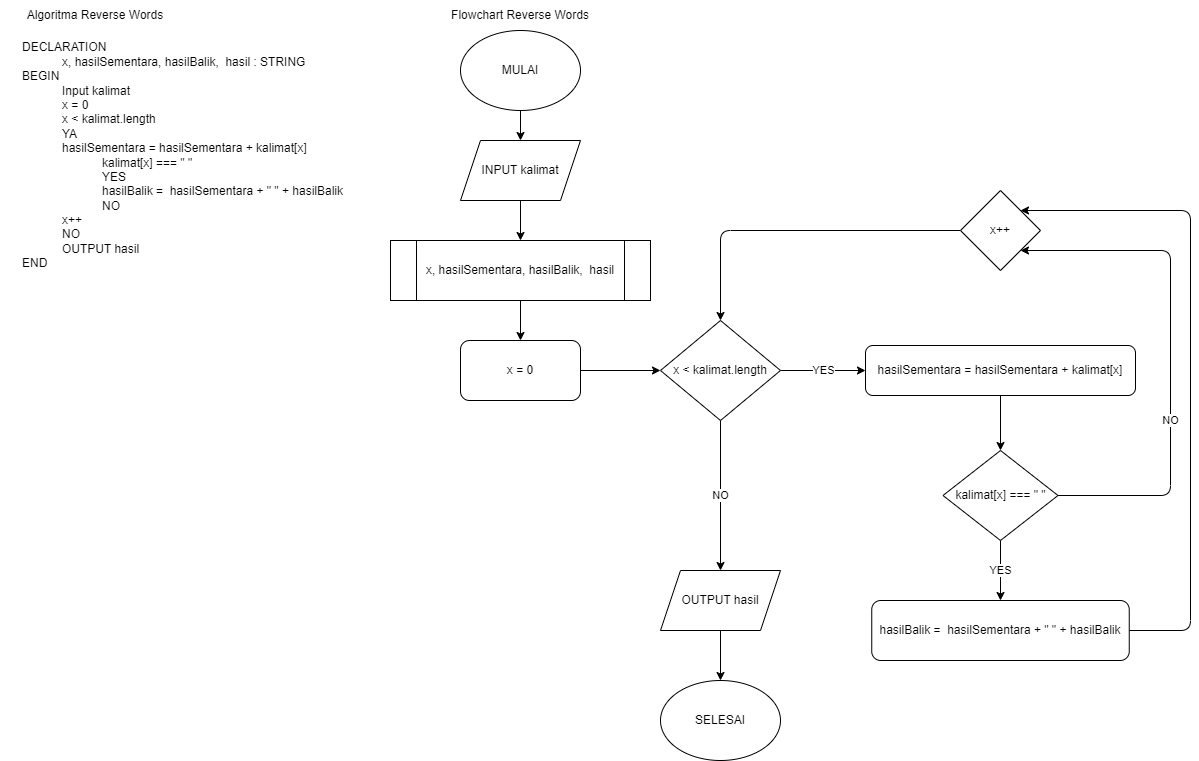 Algoritma Reverse Words
DECLARATION
x, hasilSementara, hasilBalik,  hasil : STRING
BEGIN
Input kalimat
x = 0
x < kalimat.length
YA
hasilSementara = hasilSementara + kalimat[x]
kalimat[x] === " "
YES
hasilBalik =  hasilSementara + " " + hasilBalik
NO
x++
NO
OUTPUT hasil
END
Flowchart Reverse Words
MULAI
INPUT kalimat
x, hasilSementara, hasilBalik,  hasil
x = 0
x < kalimat.length
YES
hasilSementara = hasilSementara + kalimat[x]
x++
NO
kalimat[x] === " "
YES
hasilBalik =  hasilSementara + " " + hasilBalik
NO
OUTPUT hasil
SELESAI